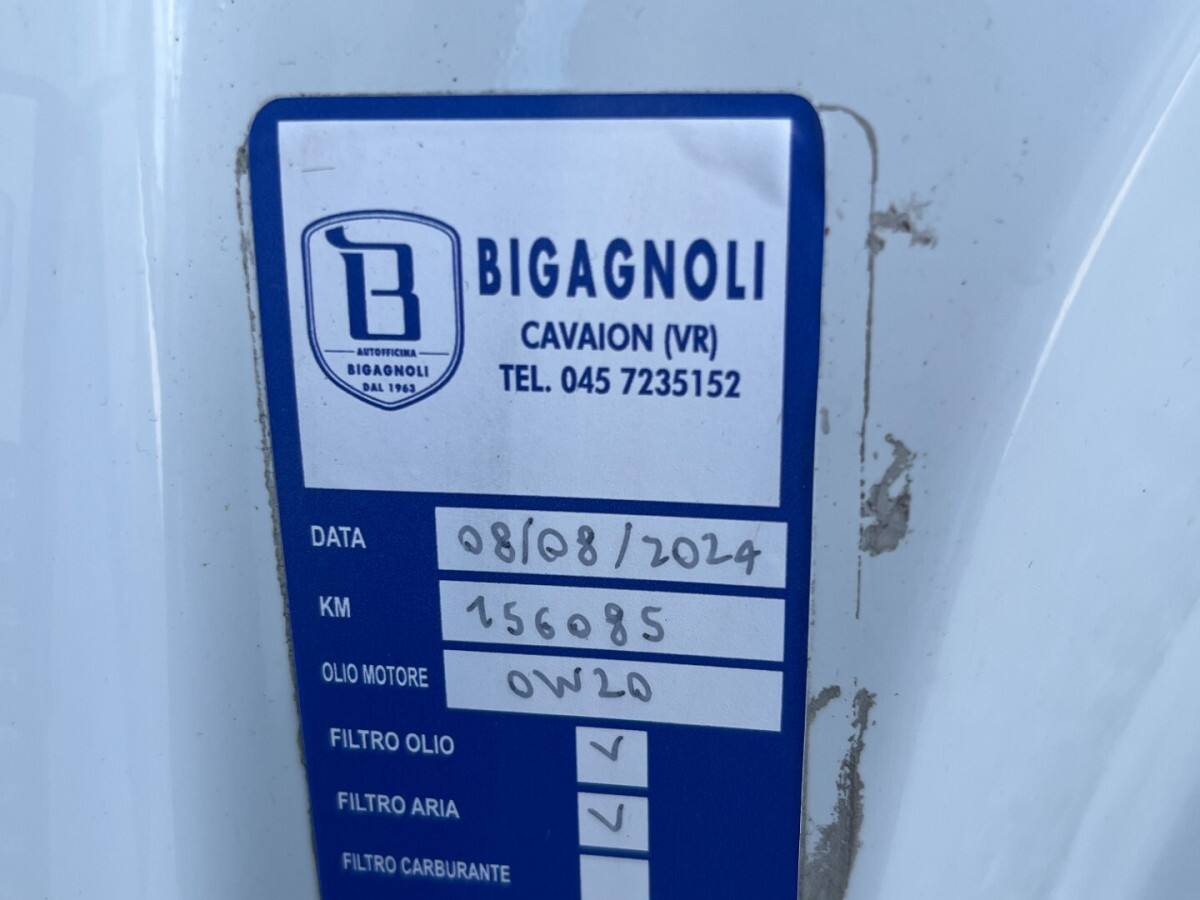 B
AUTOFFICINA
BIGAGNOLI
DAL 1963
BIGAGNOLI
CAVAION (VR)
TEL. 045 7235152
DATA 08/08/2024
KM 156085
OLIO MOTORE 0W20
FILTRO OLIO V
FILTRO ARIA V
FILTRO CARBURANTE